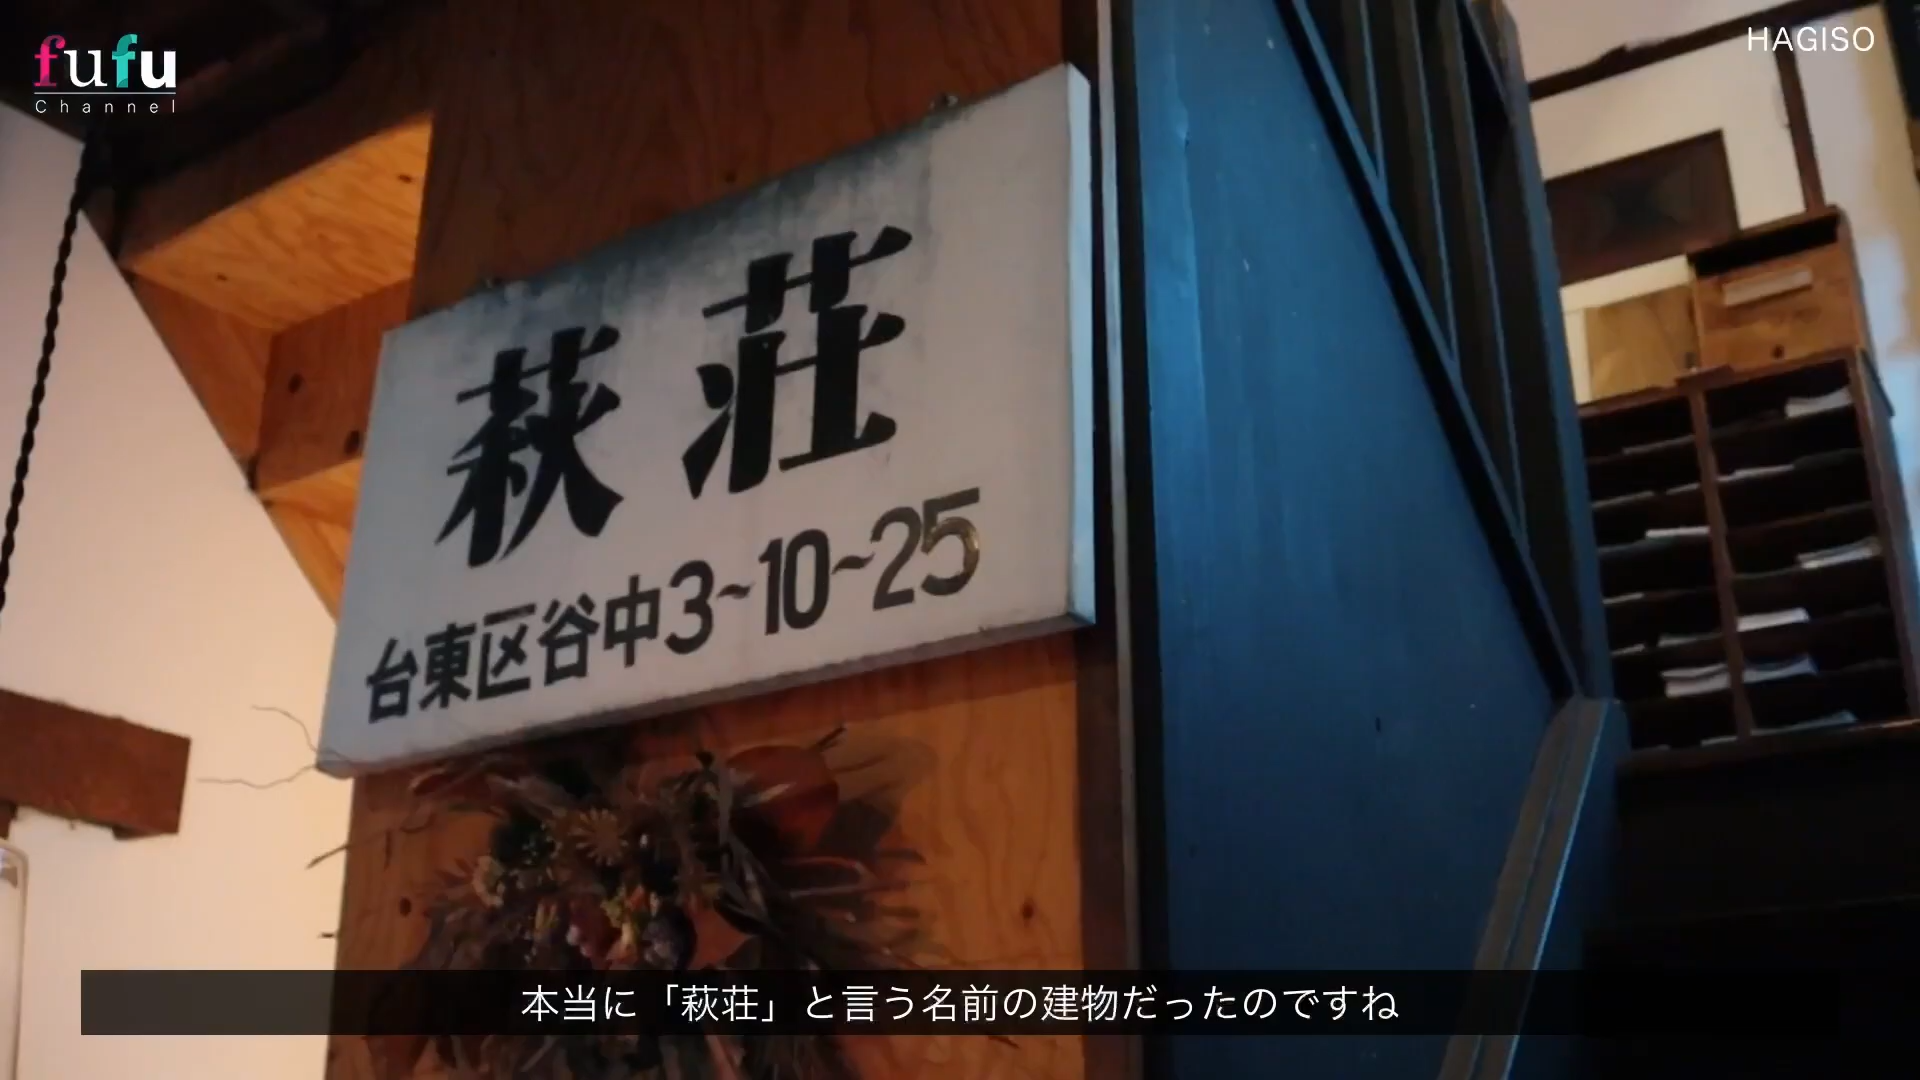 fufu
Channel
HAGISO
萩荘
台東区谷中3~10~25
本当に「萩荘」と言う名前の建物だったのですね